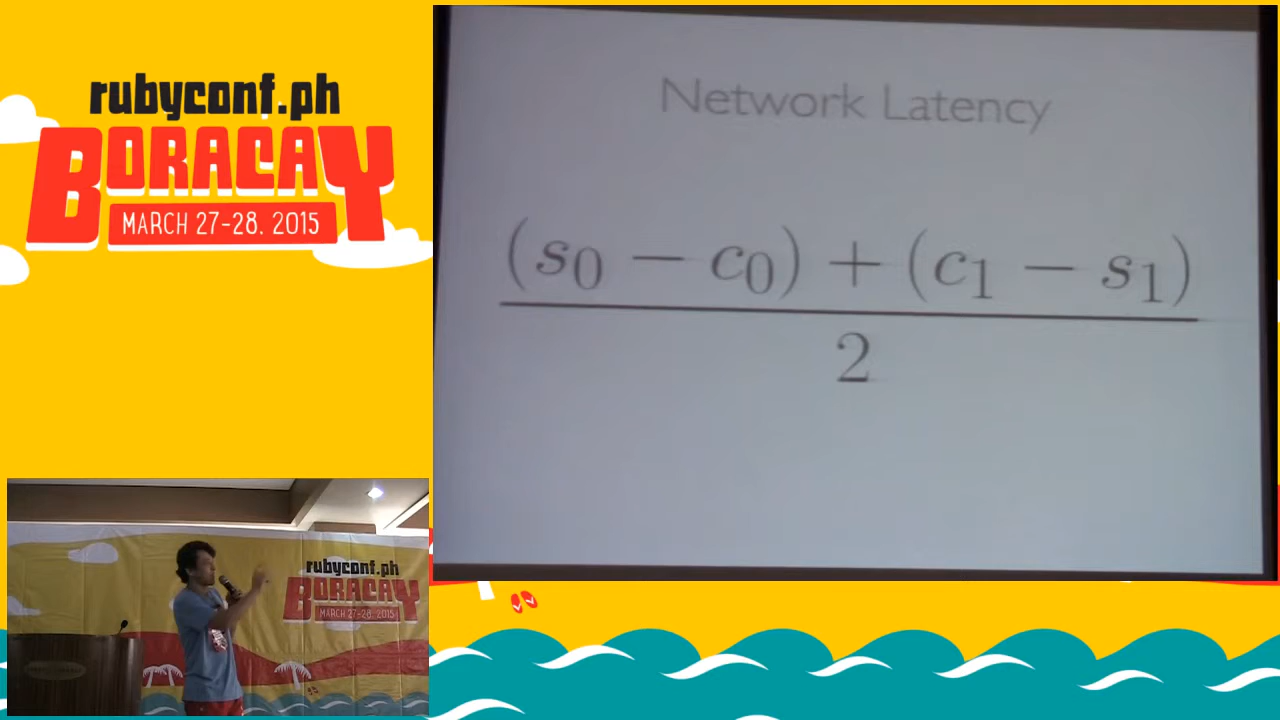 rubyconf.ph
BORACAY
MARCH 27-28. 2015
Network Latency
(s₀ − c₀) + (c₁ − s₁)
2
rubyconf.ph
BORACAY
MARCH 27-28. 2015